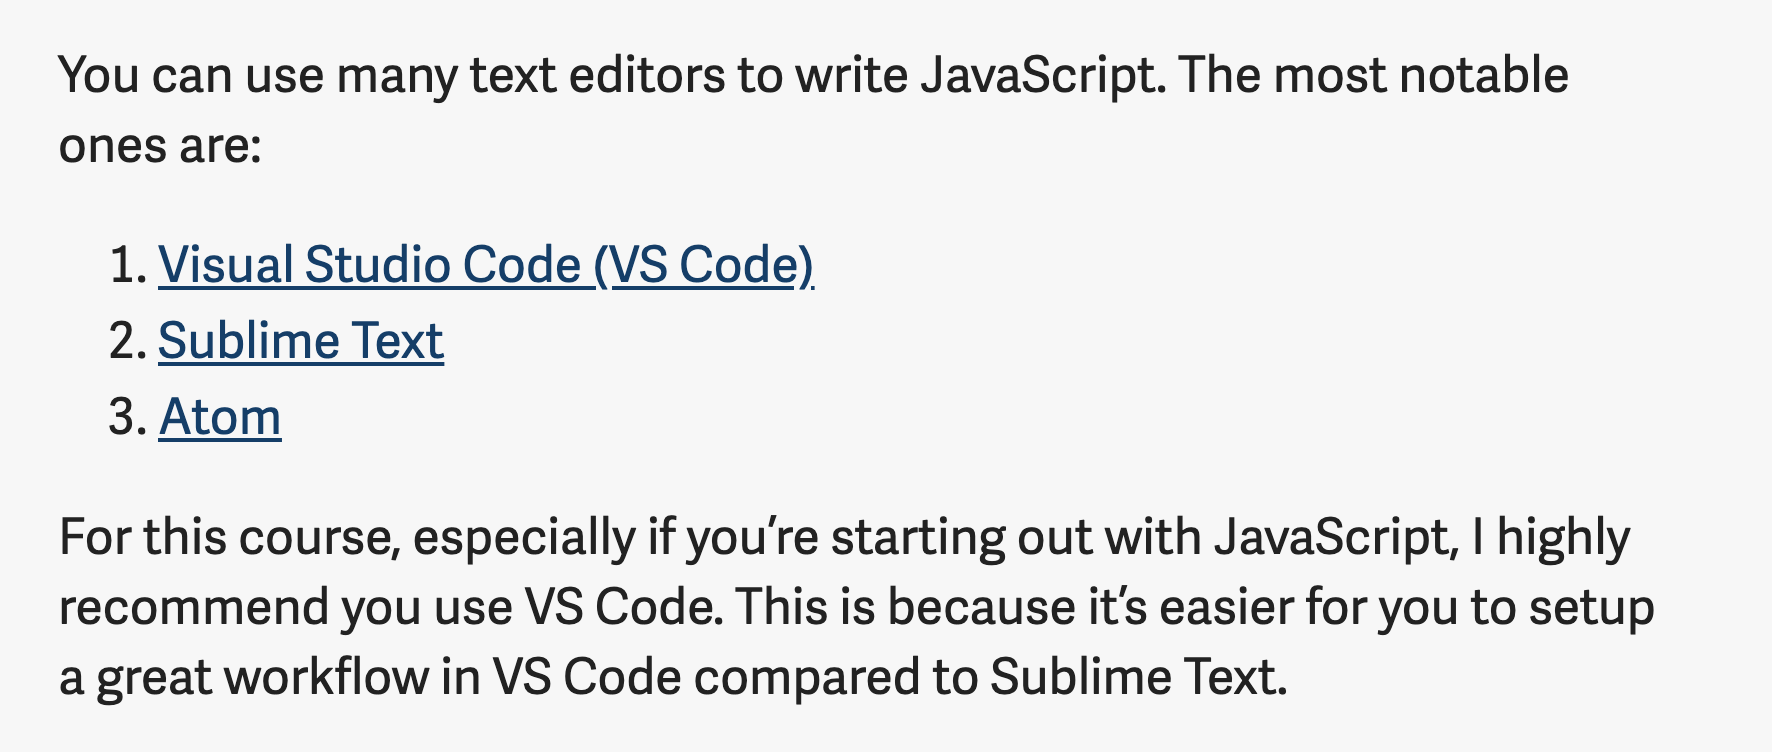 You can use many text editors to write JavaScript. The most notable
ones are:
1. Visual Studio Code (VS Code)
2. Sublime Text
3. Atom
For this course, especially if you’re starting out with JavaScript, I highly
recommend you use VS Code. This is because it’s easier for you to setup
a great workflow in VS Code compared to Sublime Text.